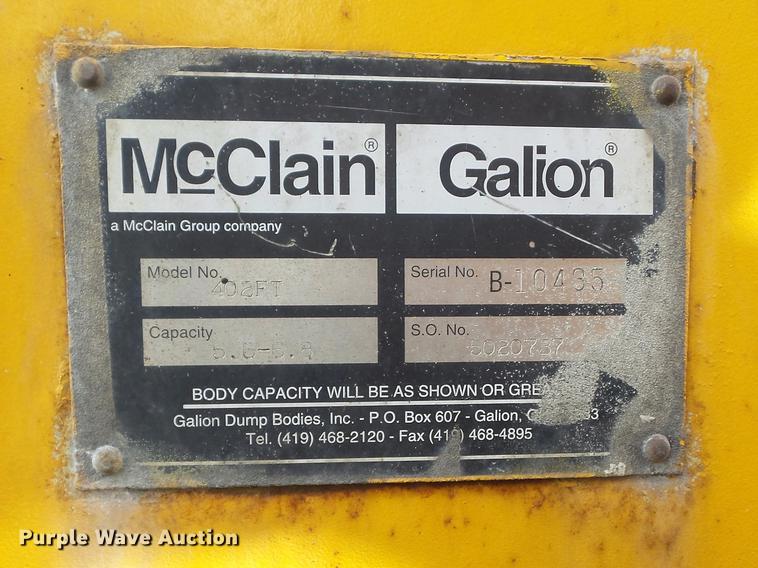 McClain® Galion®
a McClain Group company
Model No. 402FT
Serial No. B-10435
Capacity
S.O. No. 5020737
BODY CAPACITY WILL BE AS SHOWN OR
Galion Dump Bodies, Inc. - P.O. Box 607 - Galion,
Tel. (419) 468-2120 - Fax (419) 468-4895
Purple Wave Auction